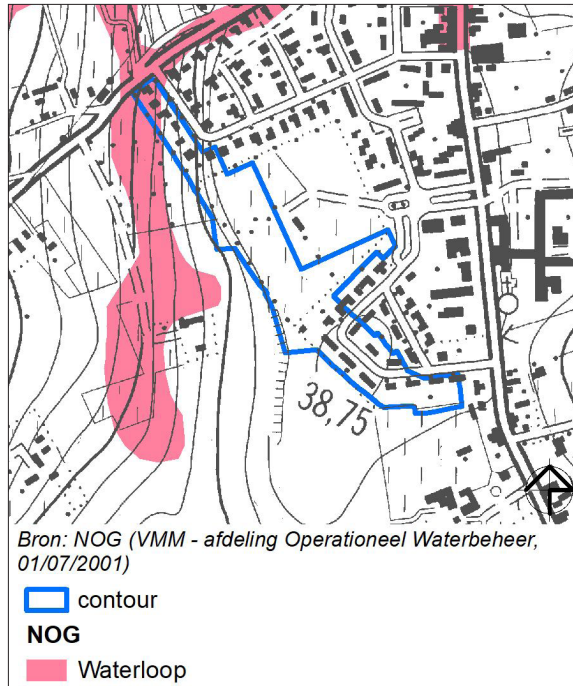 38,75
Bron: NOG (VMM - afdeling Operationeel Waterbeheer,
01/07/2001)
contour
NOG
Waterloop